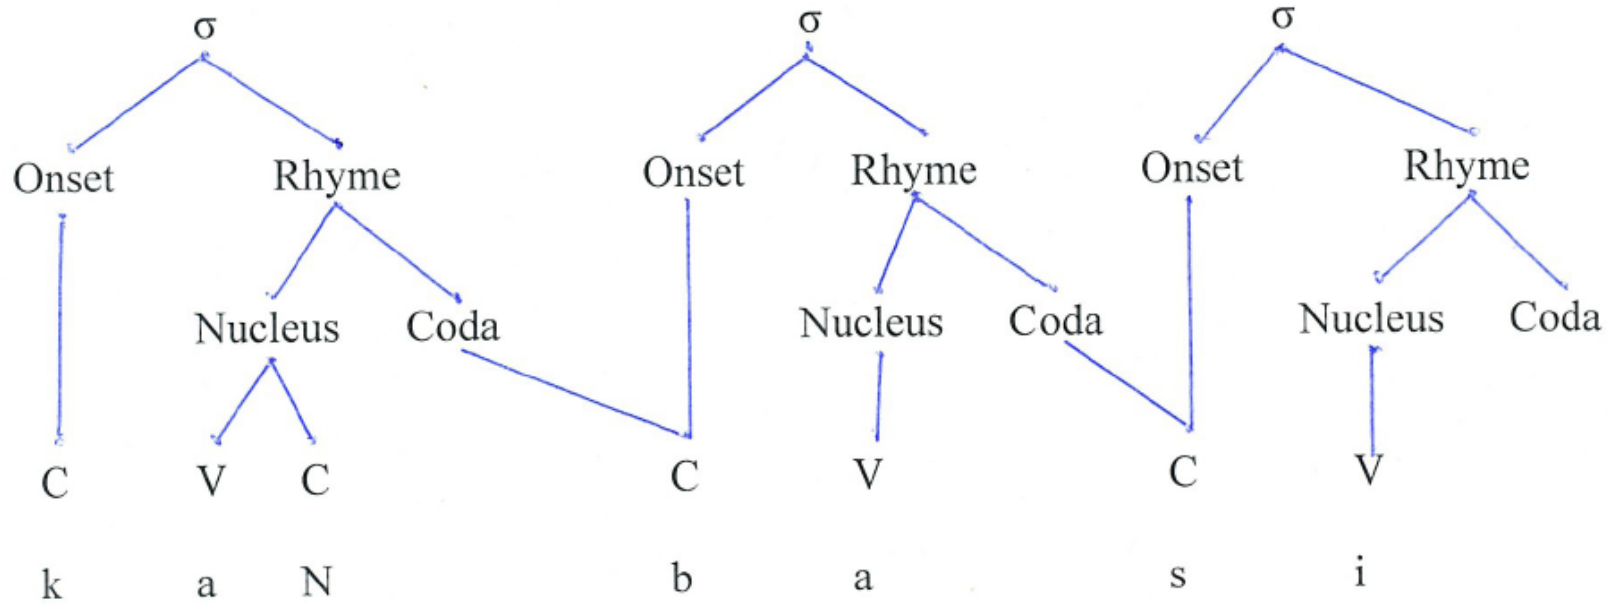 σ σ σ
Onset Rhyme Onset Rhyme Onset Rhyme
Nucleus Coda Nucleus Coda Nucleus Coda
C V C C V C V
k a N b a s i